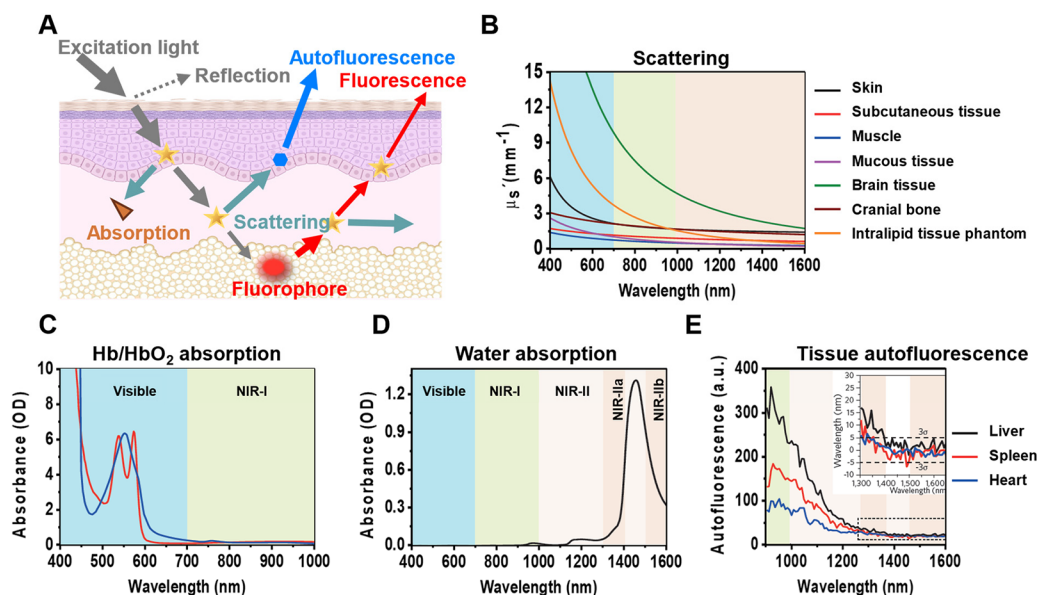 A
Excitation light
Reflection
Autofluorescence
Fluorescence
Absorption
Scattering
Fluorophore
B
Scattering
μs´ (mm⁻¹)
15
12
9
6
3
0
400 600 800 1000 1200 1400 1600
Wavelength (nm)
Skin
Subcutaneous tissue
Muscle
Mucous tissue
Brain tissue
Cranial bone
Intralipid tissue phantom
C
Hb/HbO₂ absorption
Absorbance (OD)
10
8
6
4
2
0
Visible NIR-I
400 500 600 700 800 900 1000
Wavelength (nm)
D
Water absorption
Absorbance (OD)
1.2
0.9
0.6
0.3
0.0
Visible NIR-I NIR-II NIR-IIa NIR-IIb
400 600 800 1000 1200 1400 1600
Wavelength (nm)
E
Tissue autofluorescence
Autofluorescence (a.u.)
400
300
200
100
0
1000 1200 1400 1600
Wavelength (nm)
Wavelength (nm)
30
25
20
15
10
5
0
-5
-10
3σ
-3σ
1,300 1,400 1,500 1,600
Wavelength (nm)
Liver
Spleen
Heart